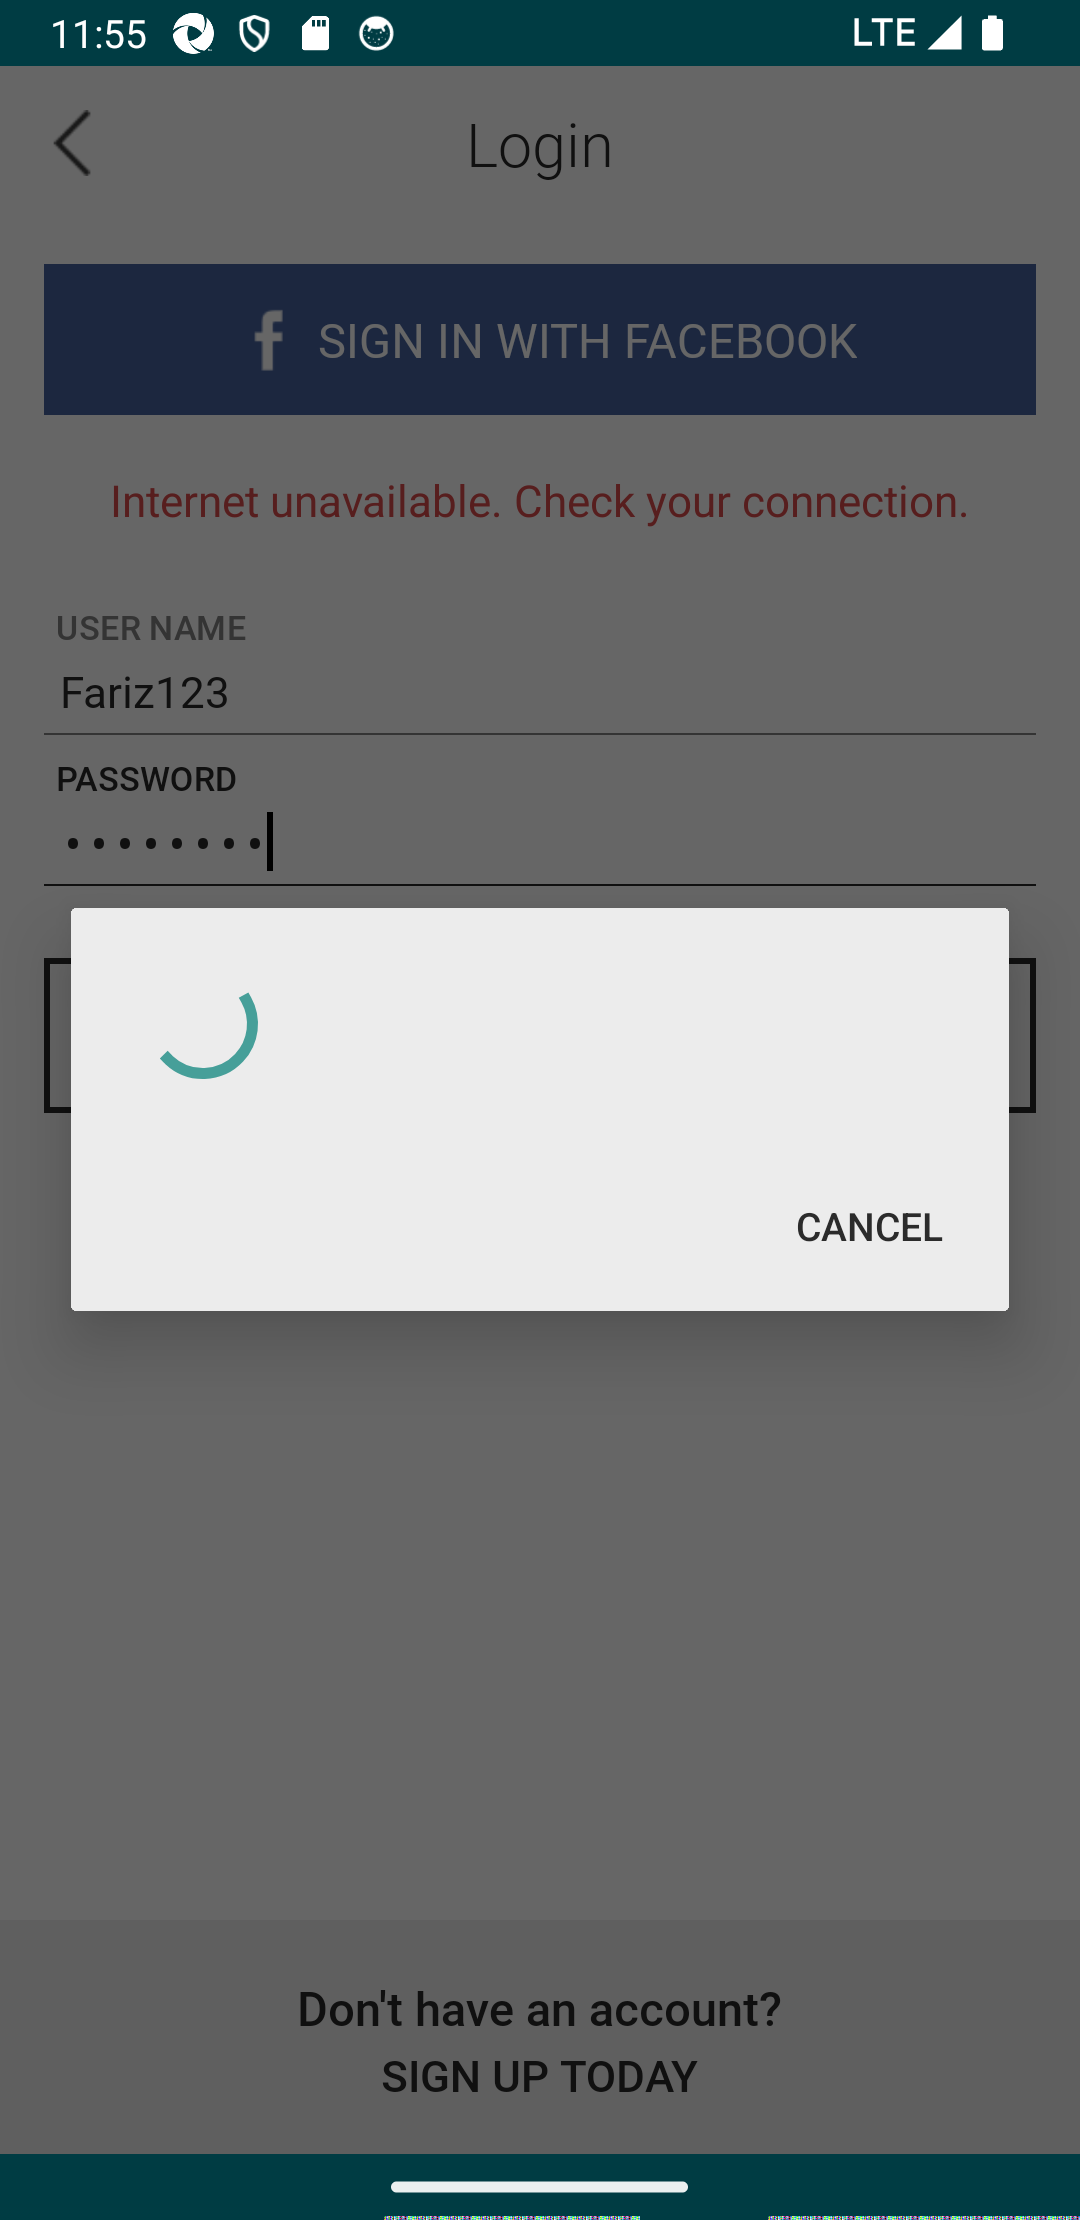 11:55
LTE
Login
f SIGN IN WITH FACEBOOK
Internet unavailable. Check your connection.
USER NAME
Fariz123
PASSWORD
••••••••
CANCEL
Don't have an account?
SIGN UP TODAY